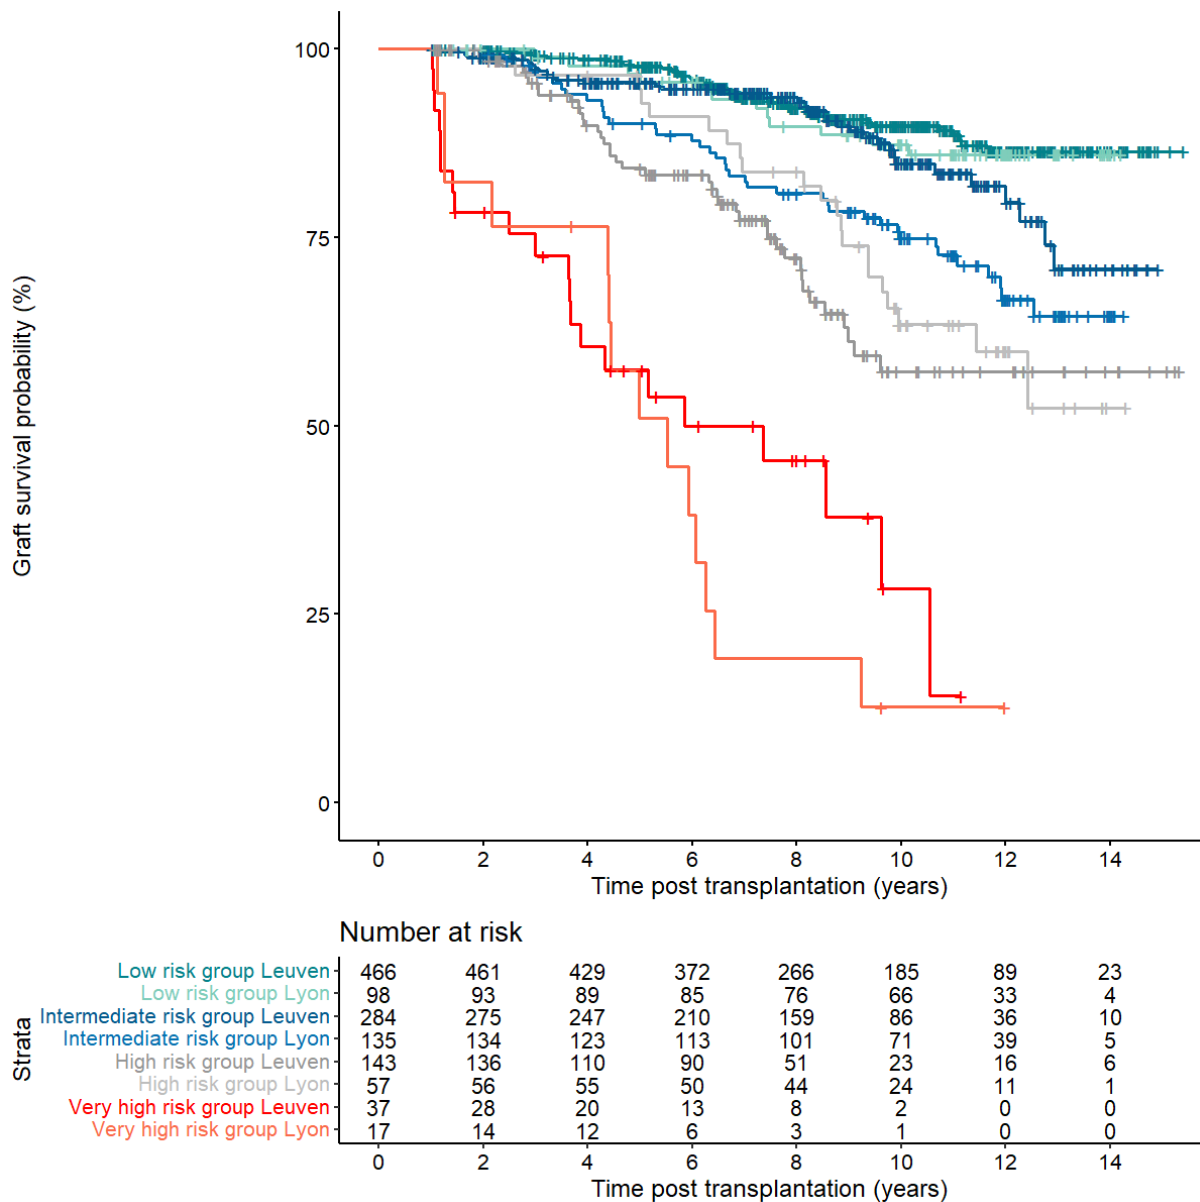 Graft survival probability (%)
100
75
50
25
0
0 2 4 6 8 10 12 14
Time post transplantation (years)
Number at risk
Strata
Low risk group Leuven 466 461 429 372 266 185 89 23
Low risk group Lyon 98 93 89 85 76 66 33 4
Intermediate risk group Leuven 284 275 247 210 159 86 36 10
Intermediate risk group Lyon 135 134 123 113 101 71 39 5
High risk group Leuven 143 136 110 90 51 23 16 6
High risk group Lyon 57 56 55 50 44 24 11 1
Very high risk group Leuven 37 28 20 13 8 2 0 0
Very high risk group Lyon 17 14 12 6 3 1 0 0
0 2 4 6 8 10 12 14
Time post transplantation (years)